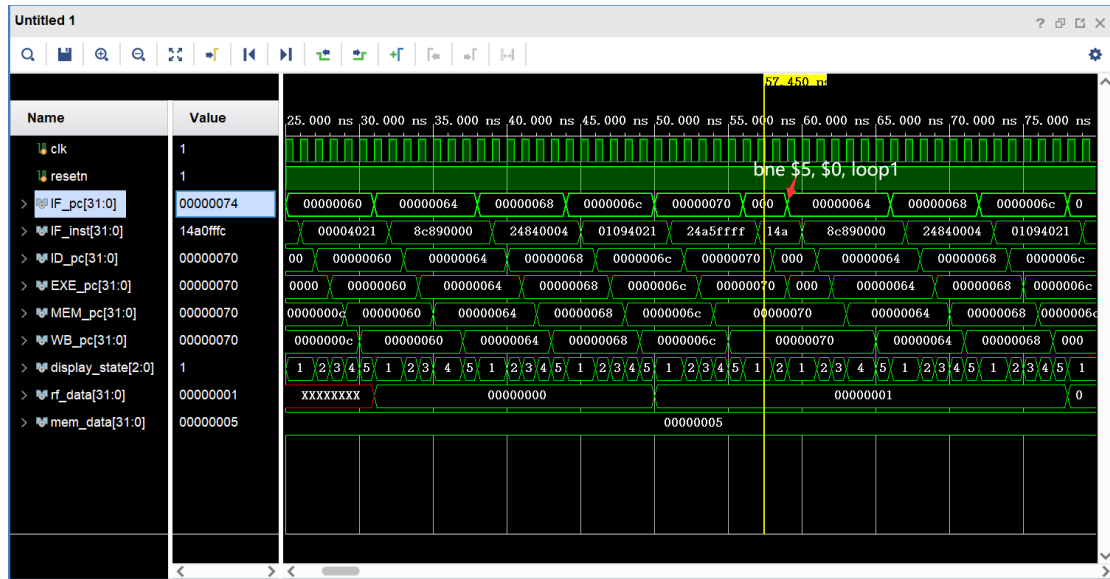 Untitled 1
57.450 ns
Name Value
25.000 ns 30.000 ns 35.000 ns 40.000 ns 45.000 ns 50.000 ns 55.000 ns 60.000 ns 65.000 ns 70.000 ns 75.000 ns
clk 1
bne $5, $0, loop1
resetn 1
IF_pc[31:0] 00000074 00000060 00000064 00000068 0000006c 00000070 000 00000064 00000068 0000006c 0
IF_inst[31:0] 14a0fffc 00004021 8c890000 24840004 01094021 24a5ffff 14a 8c890000 24840004 01094021
ID_pc[31:0] 00000070 00 00000060 00000064 00000068 0000006c 00000070 000 00000064 00000068 0000006c
EXE_pc[31:0] 00000070 0000 00000060 00000064 00000068 0000006c 00000070 000 00000064 00000068 0000006c
MEM_pc[31:0] 00000070 0000000c 00000060 00000064 00000068 0000006c 00000070 00000064 00000068 0000006c
WB_pc[31:0] 00000070 0000000c 00000060 00000064 00000068 0000006c 00000070 00000064 00000068 000
display_state[2:0] 1 1 2 3 4 5 1 2 3 4 5 1 2 3 4 5 1 2 3 4 5 1 2 3 4 5 1 2 3 4 5 1 2 3 4 5 1 2 3 4 5 1
rf_data[31:0] 00000001 XXXXXXXX 00000000 00000001 0
mem_data[31:0] 00000005 00000005